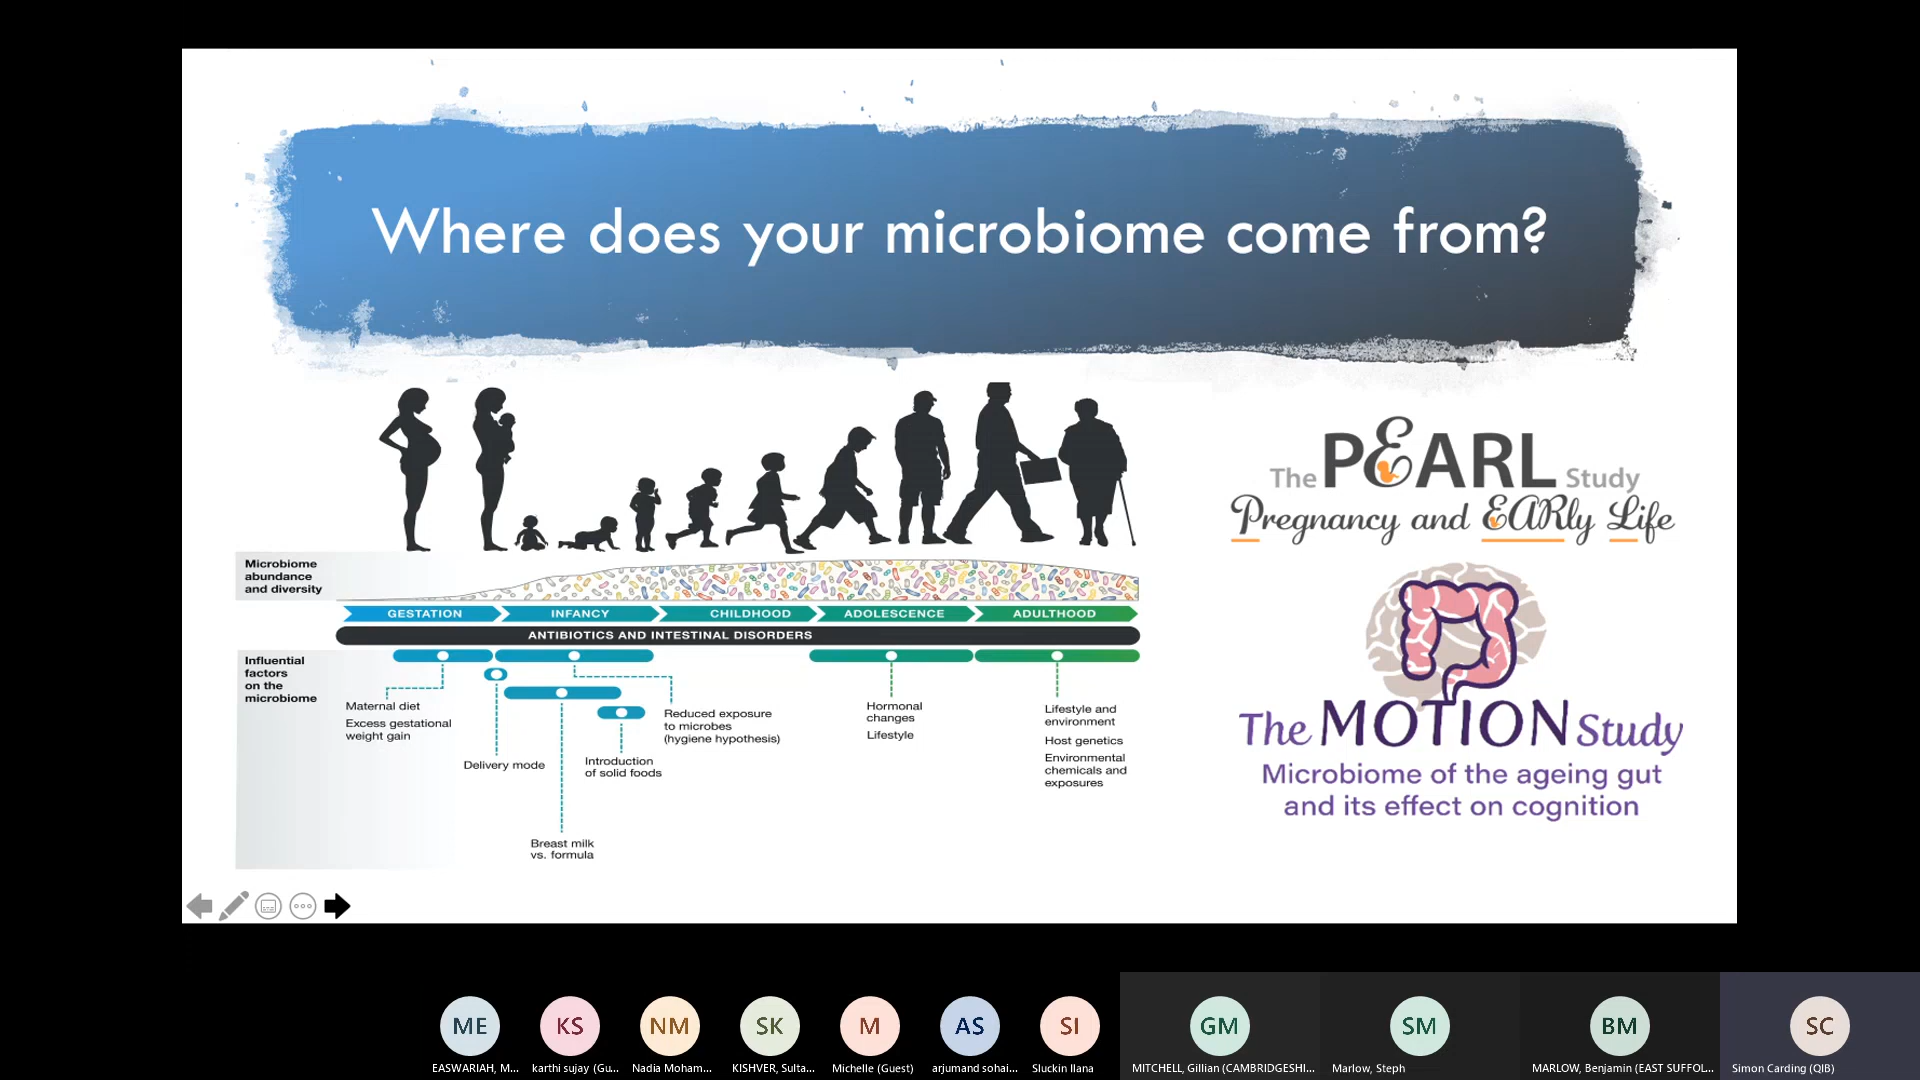 Where does your microbiome come from?
The PEARL Study
Pregnancy and EARly Life
Microbiome
abundance
and diversity
GESTATION
INFANCY
CHILDHOOD
ADOLESCENCE
ADULTHOOD
ANTIBIOTICS AND INTESTINAL DISORDERS
Influential
factors
on the
microbiome
Maternal diet
Excess gestational
weight gain
Delivery mode
Breast milk
vs. formula
Introduction
of solid foods
Reduced exposure
to microbes
(hygiene hypothesis)
Hormonal
changes
Lifestyle
Lifestyle and
environment
Host genetics
Environmental
chemicals and
exposures
The MOTION Study
Microbiome of the ageing gut
and its effect on cognition
ME
KS
NM
SK
M
AS
SI
GM
SM
BM
SC
EASWARIAH, M...
karthi sujay (Gu...
Nadia Moham...
KISHVER, Sulta...
Michelle (Guest)
arjumand sohai...
Sluckin Ilana
MITCHELL, Gillian (CAMBRIDGESHI...
Marlow, Steph
MARLOW, Benjamin (EAST SUFFOL...
Simon Carding (QIB)